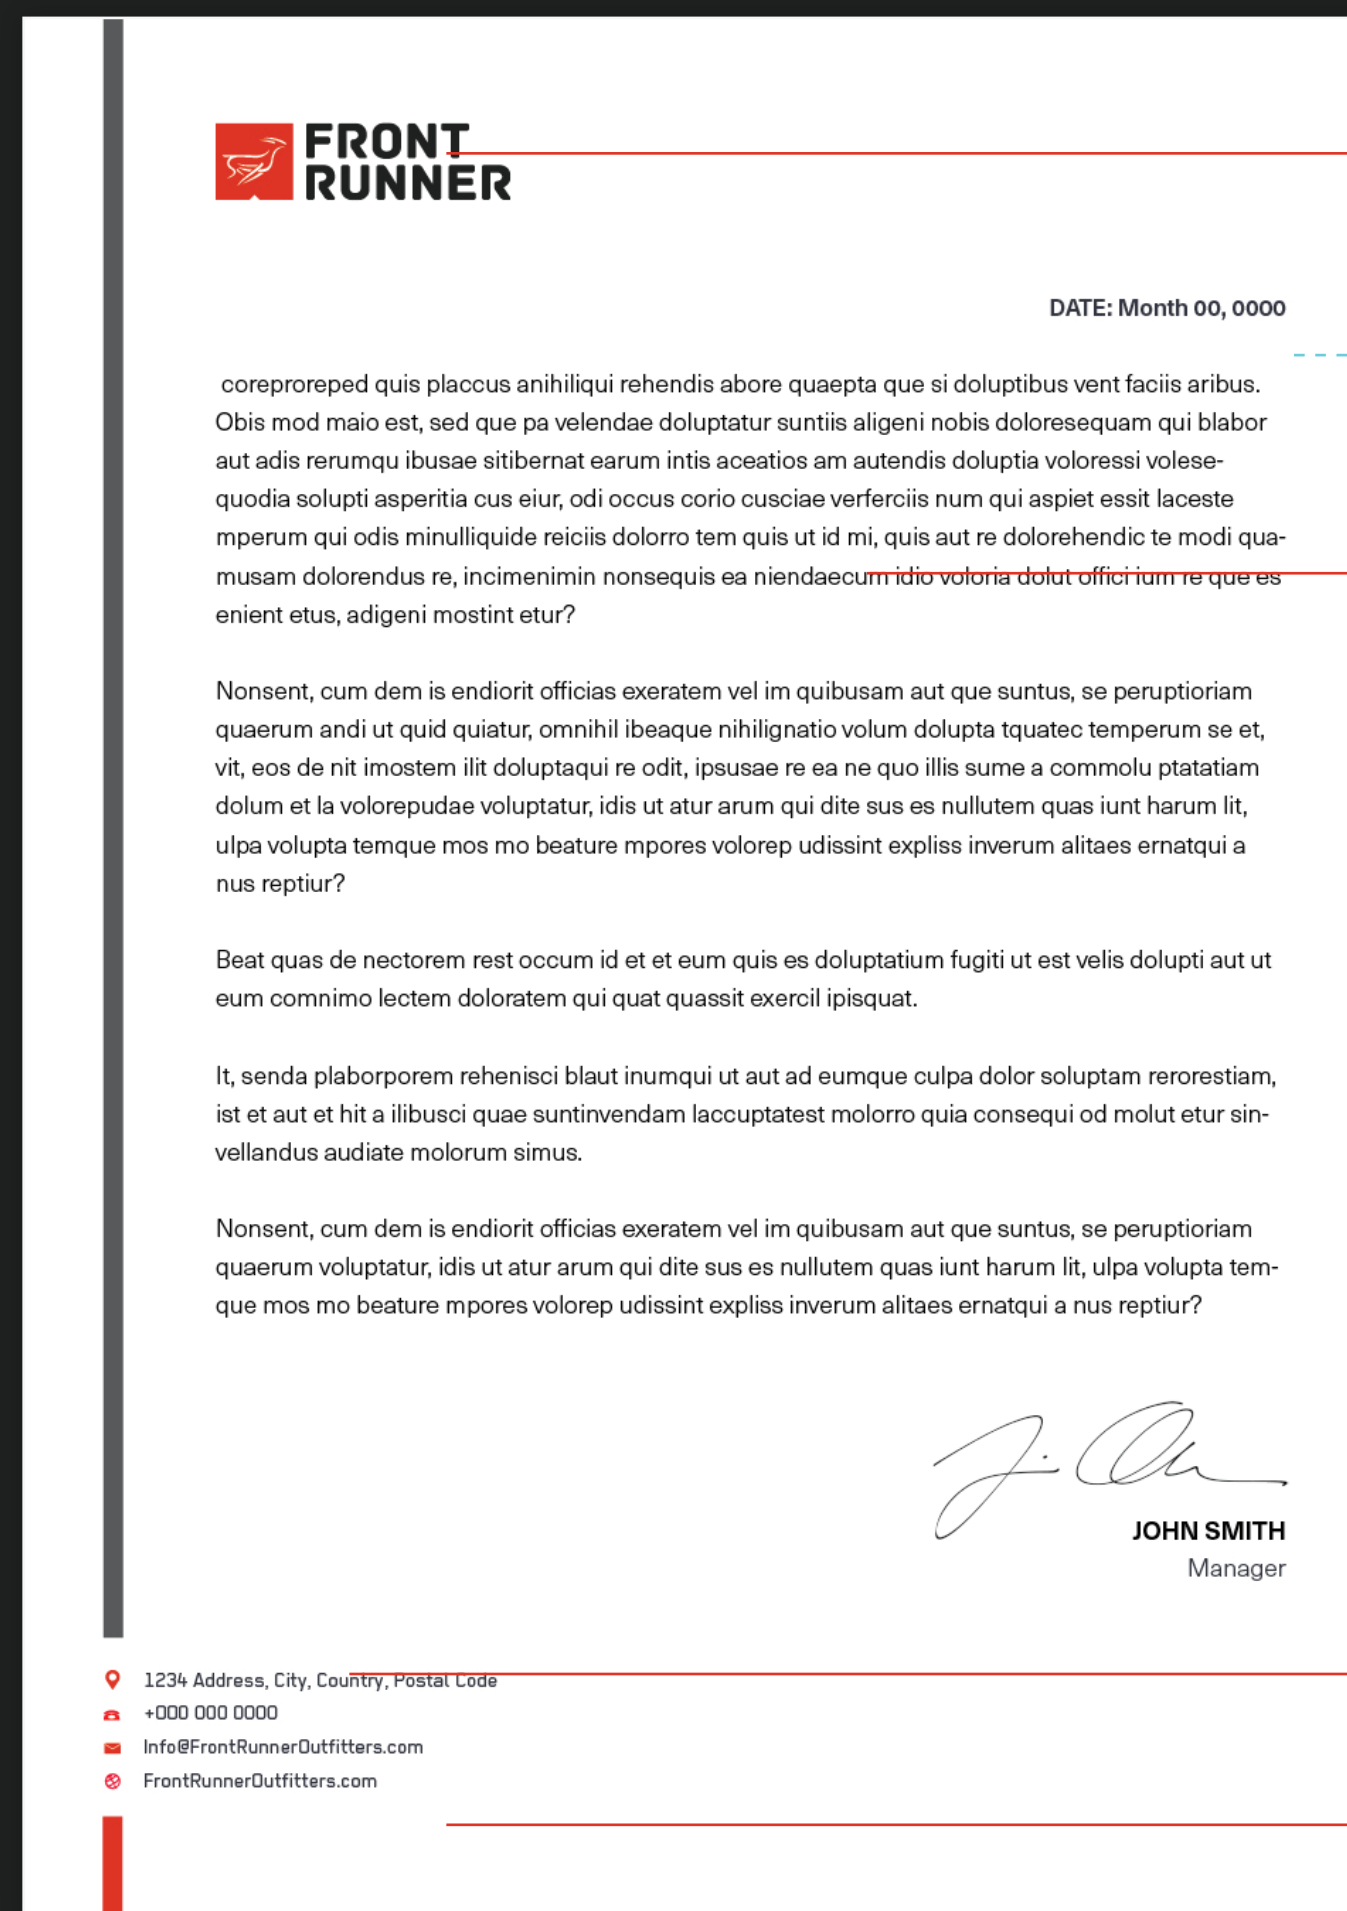 FRONT
RUNNER
DATE: Month 00, 0000
coreproreped quis placcus anihiliqui rehendis abore quaepta que si doluptibus vent faciis aribus.
Obis mod maio est, sed que pa velendae doluptatur suntiis aligeni nobis doloresequam qui blabor
aut adis rerumqu ibusae sitibernat earum intis aceatios am autendis doluptia voloressi volese-
quodia solupti asperitia cus eiur, odi occus corio cusciae verferciis num qui aspiet essit laceste
mperum qui odis minulliquide reiciis dolorro tem quis ut id mi, quis aut re dolorehendic te modi qua-
musam dolorendus re, incimenimin nonsequis ea niendaecum idio voloria dolut offici ium re que es
enient etus, adigeni mostint etur?
Nonsent, cum dem is endiorit officias exeratem vel im quibusam aut que suntus, se peruptioriam
quaerum andi ut quid quiatur, omnihil ibeaque nihilignatio volum dolupta tquatec temperum se et,
vit, eos de nit imostem ilit doluptaqui re odit, ipsusae re ea ne quo illis sume a commolu ptatatiam
dolum et la volorepudae voluptatur, idis ut atur arum qui dite sus es nullutem quas iunt harum lit,
ulpa volupta temque mos mo beature mpores volorep udissint expliss inverum alitaes ernatqui a
nus reptiur?
Beat quas de nectorem rest occum id et et eum quis es doluptatium fugiti ut est velis dolupti aut ut
eum comnimo lectem doloratem qui quat quassit exercil ipisquat.
It, senda plaborporem rehenisci blaut inumqui ut aut ad eumque culpa dolor soluptam rerorestiam,
ist et aut et hit a ilibusci quae suntinvendam laccuptatest molorro quia consequi od molut etur sin-
vellandus audiate molorum simus.
Nonsent, cum dem is endiorit officias exeratem vel im quibusam aut que suntus, se peruptioriam
quaerum voluptatur, idis ut atur arum qui dite sus es nullutem quas iunt harum lit, ulpa volupta tem-
que mos mo beature mpores volorep udissint expliss inverum alitaes ernatqui a nus reptiur?
JOHN SMITH
Manager
1234 Address, City, Country, Postal Code
+000 000 0000
Info@FrontRunnerOutfitters.com
FrontRunnerOutfitters.com